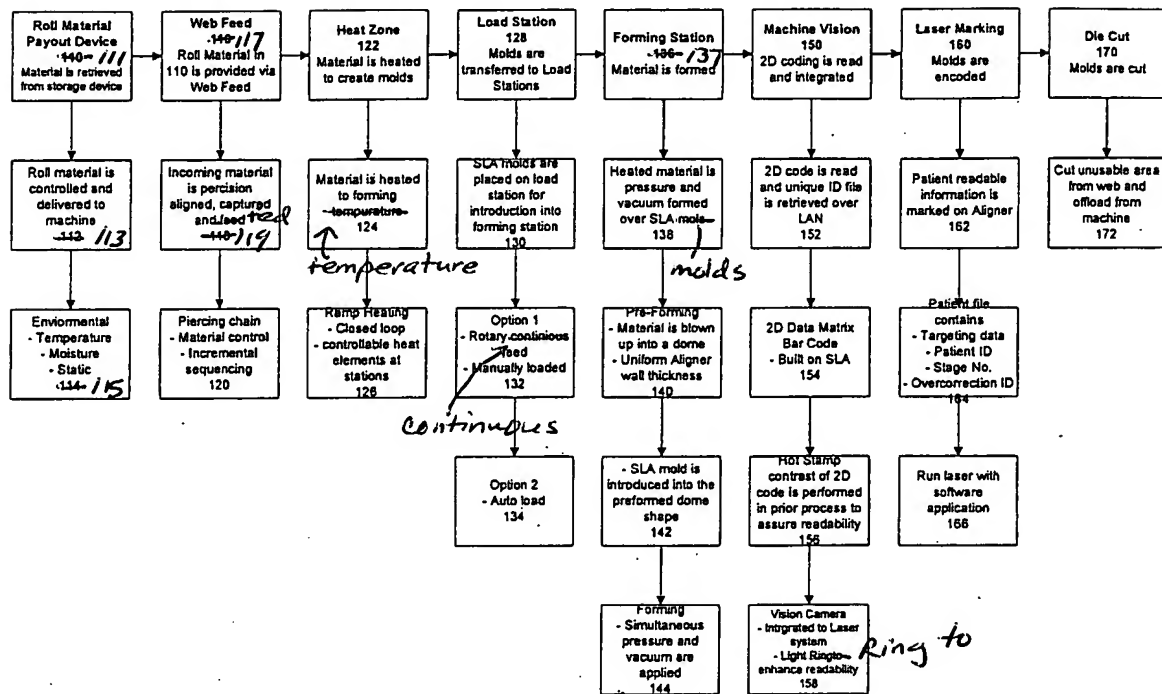 Roll Material
Payout Device
110 111
Material is retrieved
from storage device
Web Feed
116 117
Roll Material in
110 is provided via
Web Feed
Heat Zone
122
Material is heated
to create molds
Load Station
128
Molds are
transferred to Load
Stations
Forming Station
136 137
Material is formed
Machine Vision
150
2D coding is read
and integrated
Laser Marking
160
Molds are
encoded
Die Cut
170
Molds are cut
Roll material is
controlled and
delivered to
machine
112 113
Incoming material
is percision
aligned, captured
and feed fed
118 119
Material is heated
to forming
tempurature
124
temperature
SLA molds are
placed on load
station for
introduction into
forming station
130
Heated material is
pressure and
vacuum formed
over SLA mols
138
molds
2D code is read
and unique ID file
is retrieved over
LAN
152
Patient readable
information is
marked on Aligner
162
Cut unusable area
from web and
offload from
machine
172
Enviormental
- Temperature
- Moisture
- Static
114 115
Piercing chain
- Material control
- Incremental
sequencing
120
Ramp Heating
- Closed loop
- controllable heat
elements at
stations
126
Option 1
- Rotary continious
feed
- Manually loaded
132
continuous
Pre-Forming
- Material is blown
up into a dome
- Uniform Aligner
wall thickness
140
2D Data Matrix
Bar Code
- Built on SLA
154
Patient file
contains
- Targeting data
- Patient ID
- Stage No.
- Overcorrection ID
164
Option 2
- Auto load
134
- SLA mold is
introduced into the
preformed dome
shape
142
Hot Stamp
contrast of 2D
code is performed
in prior process to
assure readability
156
Run laser with
software
application
166
Forming
- Simultaneous
pressure and
vacuum are
applied
144
Vision Camera
- Intrgrated to Laser
system
- Light Ringto
enhance readability
158
Ring to